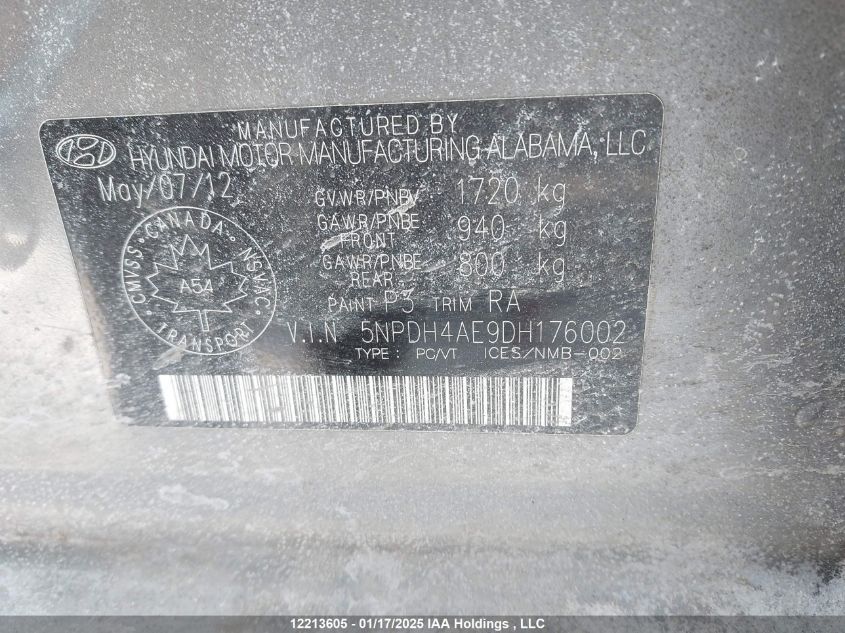 MANUFACTURED BY
HYUNDAI MOTOR MANUFACTURING ALABAMA, LLC
May/07/12
GVWR/PNBV 1720 kg
GAWR/PNBE FRONT 940 kg
GAWR/PNBE REAR 800 kg
PAINT P3 TRIM RA
V.I.N 5NPDH4AE9DH176002
TYPE : PC/VT ICES/NMB-002
CMVSS · CANADA · NSVAC
A54
TRANSPORT
12213605 - 01/17/2025 IAA Holdings , LLC